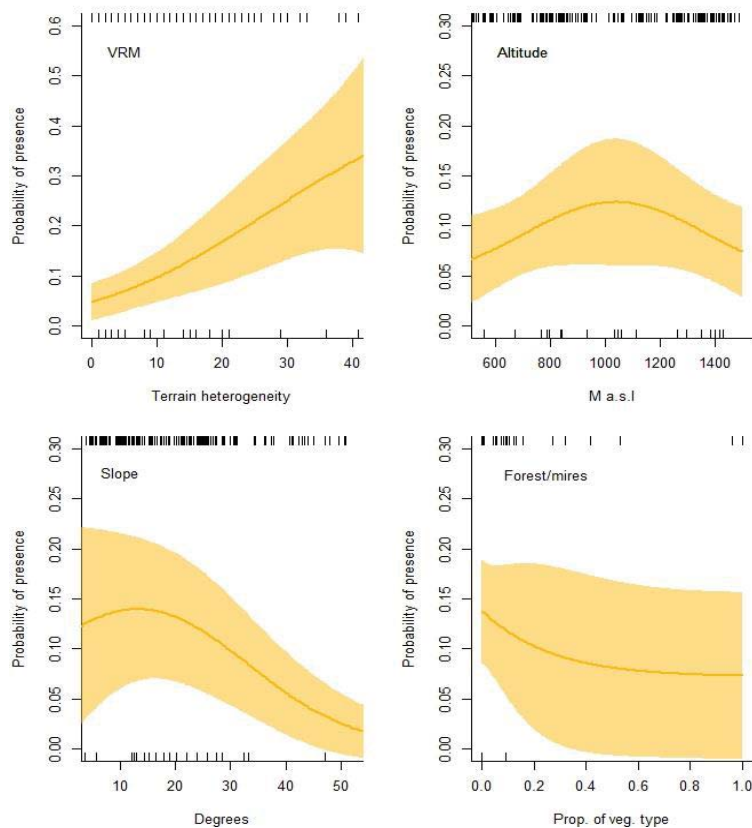 VRM
Probability of presence
0.0 0.1 0.2 0.3 0.4 0.5 0.6
0 10 20 30 40
Terrain heterogeneity
Altitude
Probability of presence
0.00 0.05 0.10 0.15 0.20 0.25 0.30
600 800 1000 1200 1400
M a.s.l
Slope
Probability of presence
0.00 0.05 0.10 0.15 0.20 0.25 0.30
10 20 30 40 50
Degrees
Forest/mires
Probability of presence
0.00 0.05 0.10 0.15 0.20 0.25 0.30
0.0 0.2 0.4 0.6 0.8 1.0
Prop. of veg. type